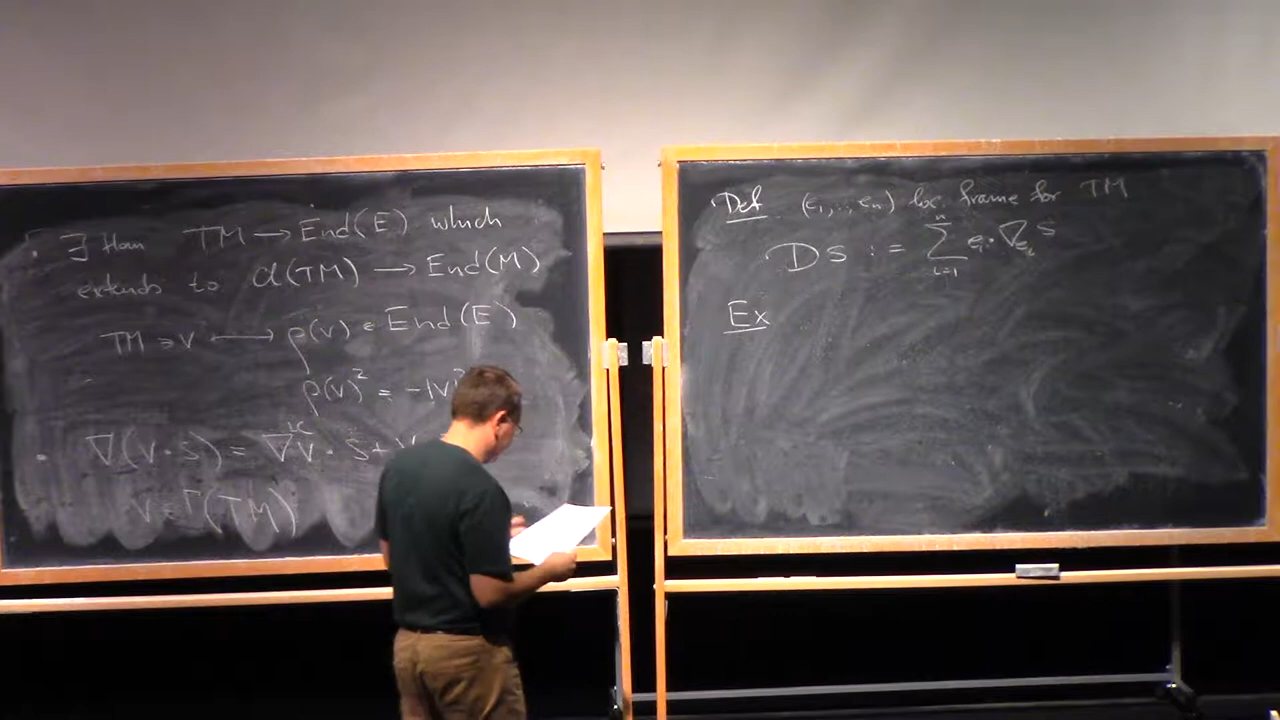 ∃ Hom TM → End(E) which
extends to Cl(TM) → End(M)
TM ∋ v ⟼ ρ(v) ∈ End(E)
ρ(v)² = -|v|²
∇(V·S) = ∇^{LC}V · S +
V ∈ Γ(TM)
Def (e₁,..,eₙ) loc. frame for TM
Ds := ∑_{i=1}^{n} eᵢ·∇_{eᵢ} s
Ex